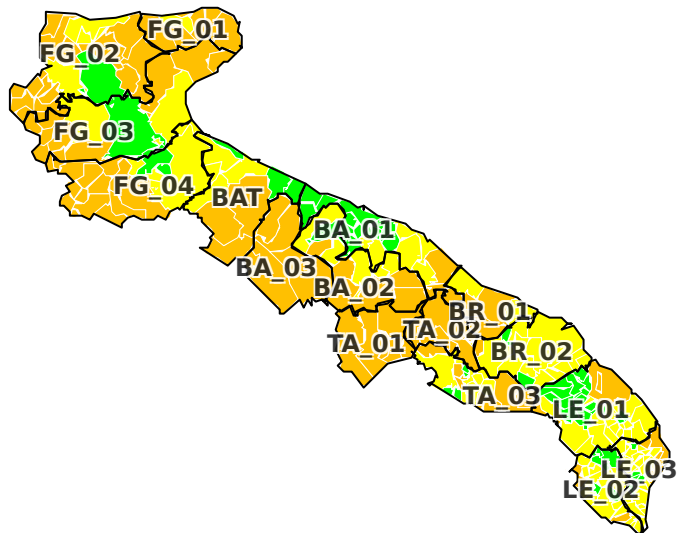 FG_01
FG_02
FG_03
FG_04
BAT
BA_01
BA_03
BA_02
BR_01
TA_02
TA_01
BR_02
TA_03
LE_01
LE_03
LE_02